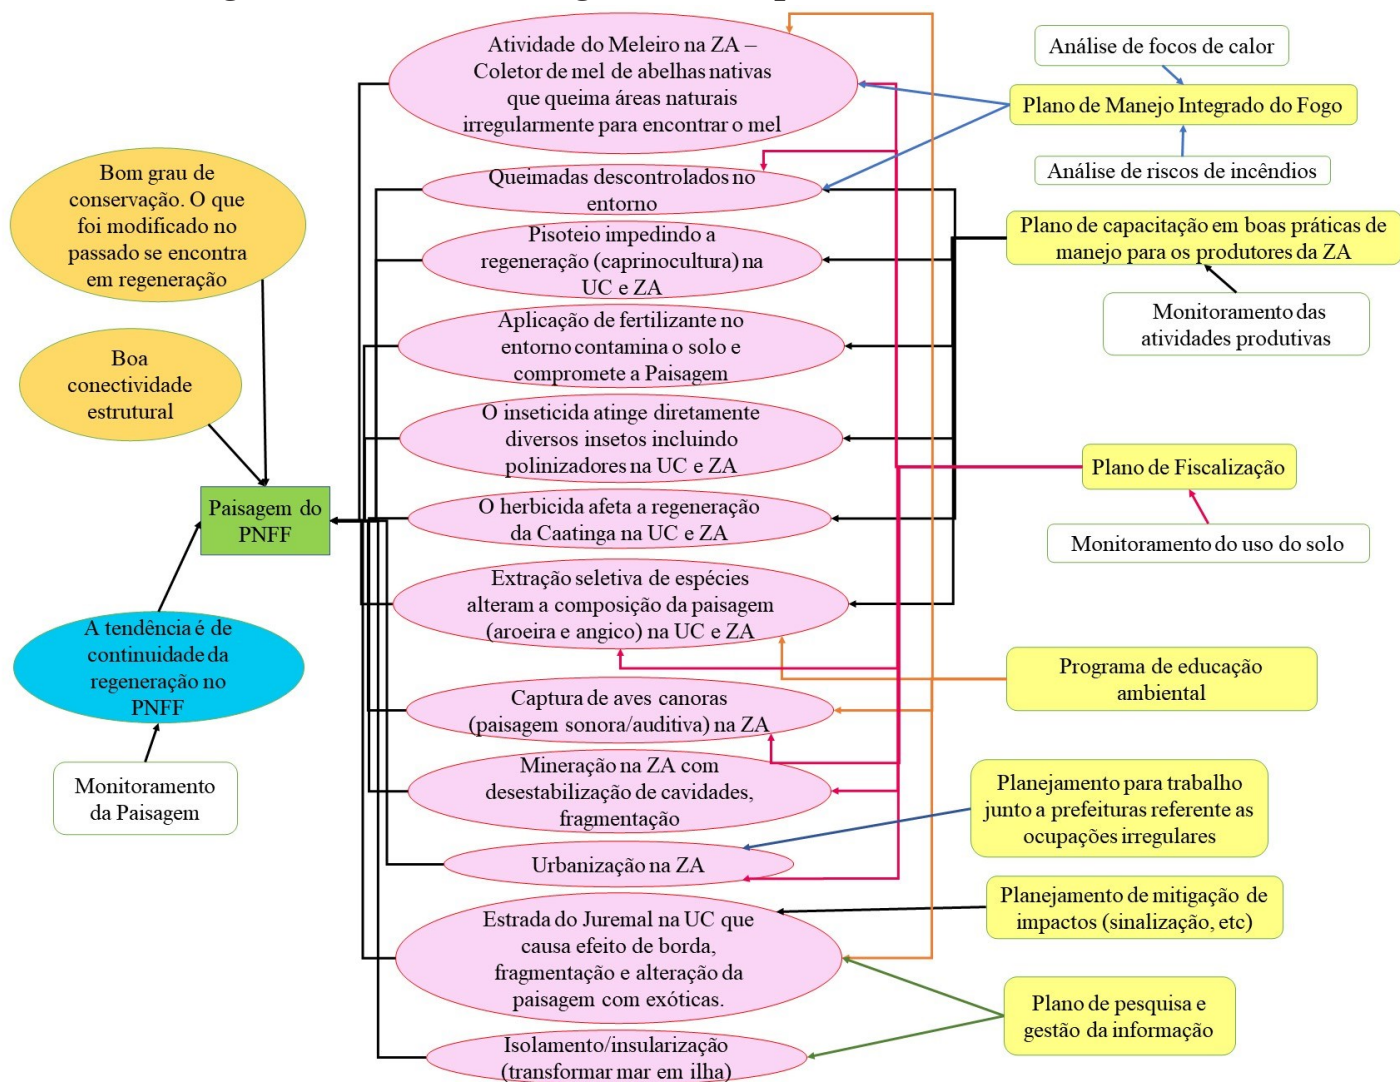 Atividade do Meleiro na ZA –
Coletor de mel de abelhas nativas
que queima áreas naturais
irregularmente para encontrar o mel
Queimadas descontrolados no
entorno
Pisoteio impedindo a
regeneração (caprinocultura) na
UC e ZA
Aplicação de fertilizante no
entorno contamina o solo e
compromete a Paisagem
O inseticida atinge diretamente
diversos insetos incluindo
polinizadores na UC e ZA
O herbicida afeta a regeneração
da Caatinga na UC e ZA
Extração seletiva de espécies
alteram a composição da paisagem
(aroeira e angico) na UC e ZA
Captura de aves canoras
(paisagem sonora/auditiva) na ZA
Mineração na ZA com
desestabilização de cavidades,
fragmentação
Urbanização na ZA
Estrada do Juremal na UC que
causa efeito de borda,
fragmentação e alteração da
paisagem com exóticas.
Isolamento/insularização
(transformar mar em ilha)
Bom grau de
conservação. O que
foi modificado no
passado se encontra
em regeneração
Boa
conectividade
estrutural
Paisagem do
PNFF
A tendência é de
continuidade da
regeneração no
PNFF
Monitoramento
da Paisagem
Análise de focos de calor
Plano de Manejo Integrado do Fogo
Análise de riscos de incêndios
Plano de capacitação em boas práticas de
manejo para os produtores da ZA
Monitoramento das
atividades produtivas
Plano de Fiscalização
Monitoramento do uso do solo
Programa de educação
ambiental
Planejamento para trabalho
junto a prefeituras referente as
ocupações irregulares
Planejamento de mitigação de
impactos (sinalização, etc)
Plano de pesquisa e
gestão da informação